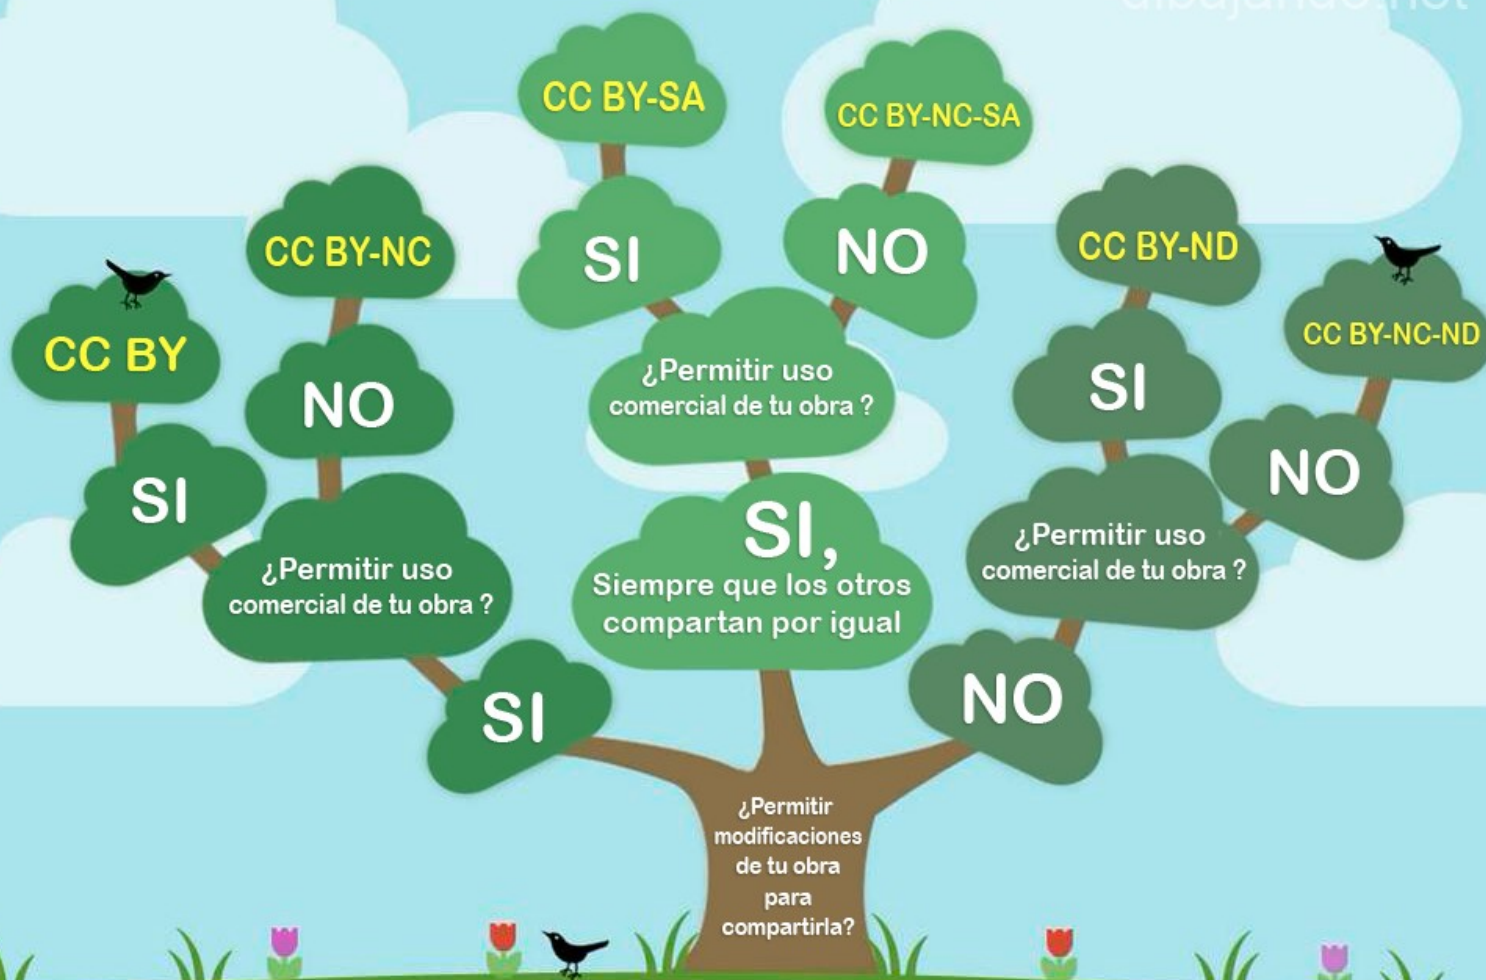 dibujando.net
CC BY-SA
CC BY-NC-SA
CC BY-NC
CC BY-ND
CC BY
CC BY-NC-ND
SI
NO
NO
SI
SI
NO
¿Permitir uso
comercial de tu obra ?
¿Permitir uso
comercial de tu obra ?
¿Permitir uso
comercial de tu obra ?
SI,
Siempre que los otros
compartan por igual
SI
NO
¿Permitir
modificaciones
de tu obra
para
compartirla?